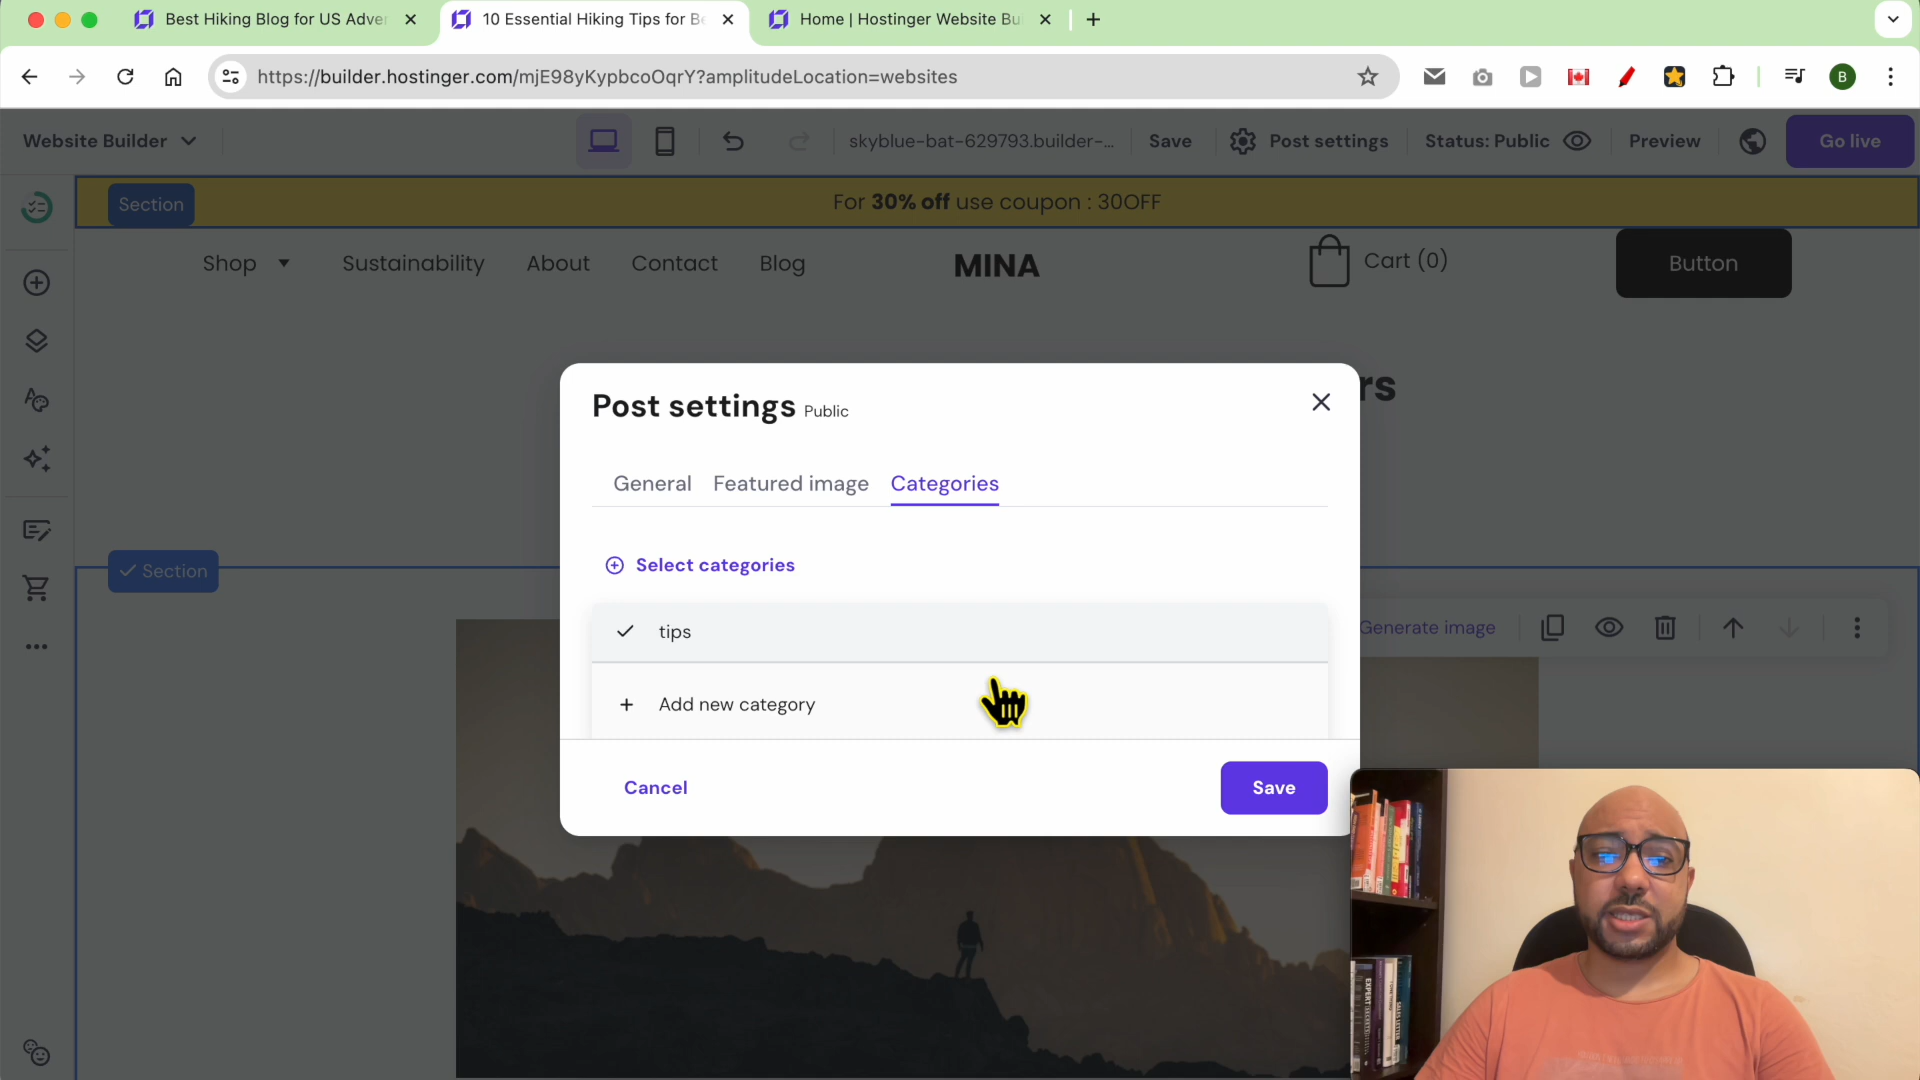 Best Hiking Blog for US Adve
10 Essential Hiking Tips for B
Home | Hostinger Website Bu
https://builder.hostinger.com/mjE98yKypbcoOqrY?amplitudeLocation=websites
B
Website Builder
skyblue-bat-629793.builder-...
Save
Post settings
Status: Public
Preview
Go live
Section
For 30% off use coupon : 30OFF
Shop
Sustainability
About
Contact
Blog
MINA
Cart (0)
Button
rs
Post settings Public
General
Featured image
Categories
Select categories
Section
tips
Generate image
Add new category
Cancel
Save
EXPERT